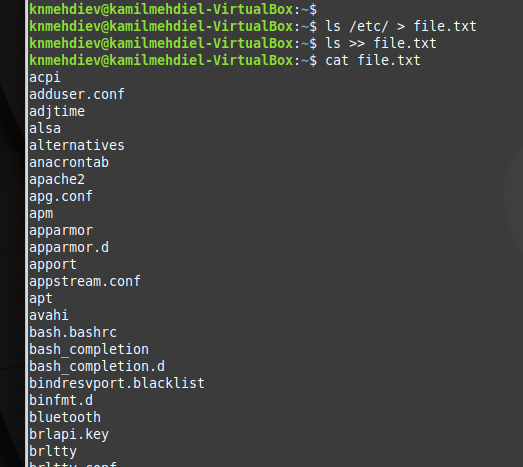 knmehdiev@kamilmehdiel-VirtualBox:~$
knmehdiev@kamilmehdiel-VirtualBox:~$ ls /etc/ > file.txt
knmehdiev@kamilmehdiel-VirtualBox:~$ ls >> file.txt
knmehdiev@kamilmehdiel-VirtualBox:~$ cat file.txt
acpi
adduser.conf
adjtime
alsa
alternatives
anacrontab
apache2
apg.conf
apm
apparmor
apparmor.d
apport
appstream.conf
apt
avahi
bash.bashrc
bash_completion
bash_completion.d
bindresvport.blacklist
binfmt.d
bluetooth
brlapi.key
brltty
brltty.conf